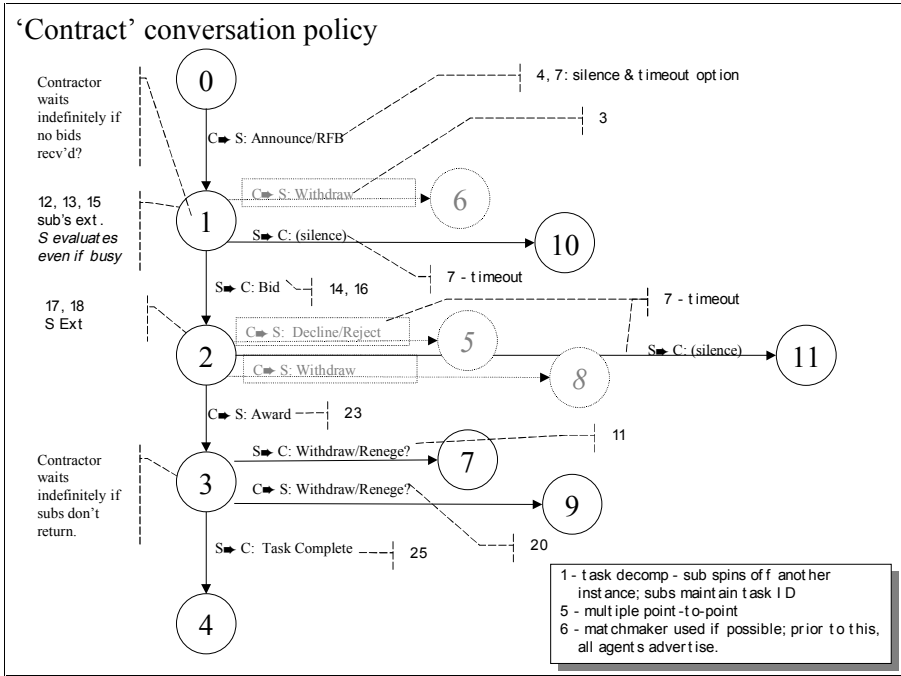 ‘Contract’ conversation policy
0
Contractor
waits
indefinitely if
no bids
recv'd?
4, 7: silence & timeout option
C➨ S: Announce/RFB
3
C➨ S: Withdraw
6
12, 13, 15
sub's ext.
S evaluates
even if busy
1
S➨ C: (silence)
10
7 - timeout
S➨ C: Bid
14, 16
17, 18
S Ext
7 - timeout
C➨ S: Decline/Reject
5
2
S➨ C: (silence)
11
C➨ S: Withdraw
8
C➨ S: Award
23
11
S➨ C: Withdraw/Renege?
7
Contractor
waits
indefinitely if
subs don't
return.
3
C➨ S: Withdraw/Renege?
9
20
S➨ C: Task Complete
25
4
1 - task decomp - sub spins off another
instance; subs maintain task ID
5 - multiple point-to-point
6 - matchmaker used if possible; prior to this,
all agents advertise.